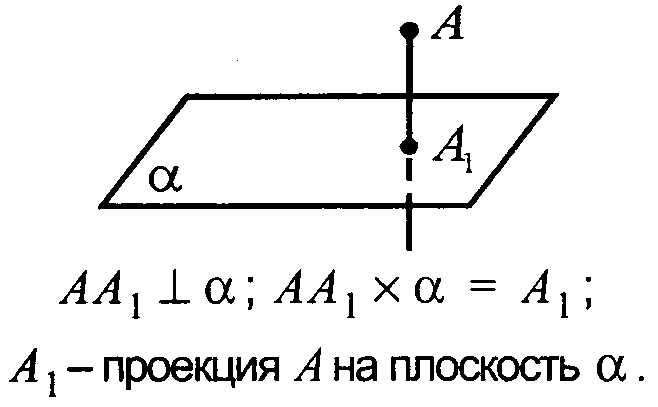 A
A₁
α
AA₁ ⊥ α; AA₁ × α = A₁;
A₁ – проекция A на плоскость α.